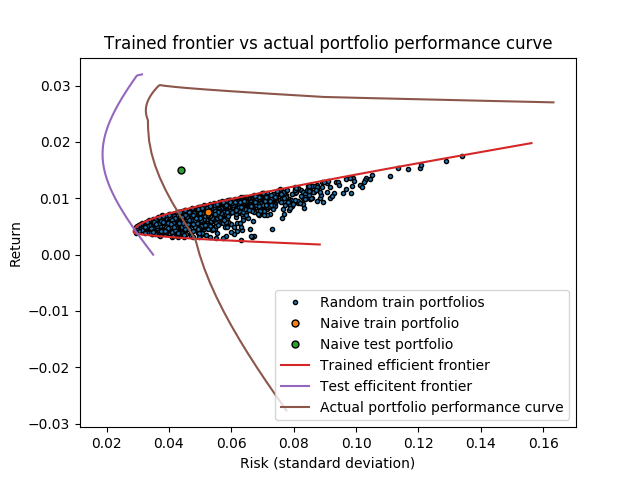 Trained frontier vs actual portfolio performance curve
Return
0.03
0.02
0.01
0.00
−0.01
−0.02
−0.03
Random train portfolios
Naive train portfolio
Naive test portfolio
Trained efficient frontier
Test efficitent frontier
Actual portfolio performance curve
0.02 0.04 0.06 0.08 0.10 0.12 0.14 0.16
Risk (standard deviation)